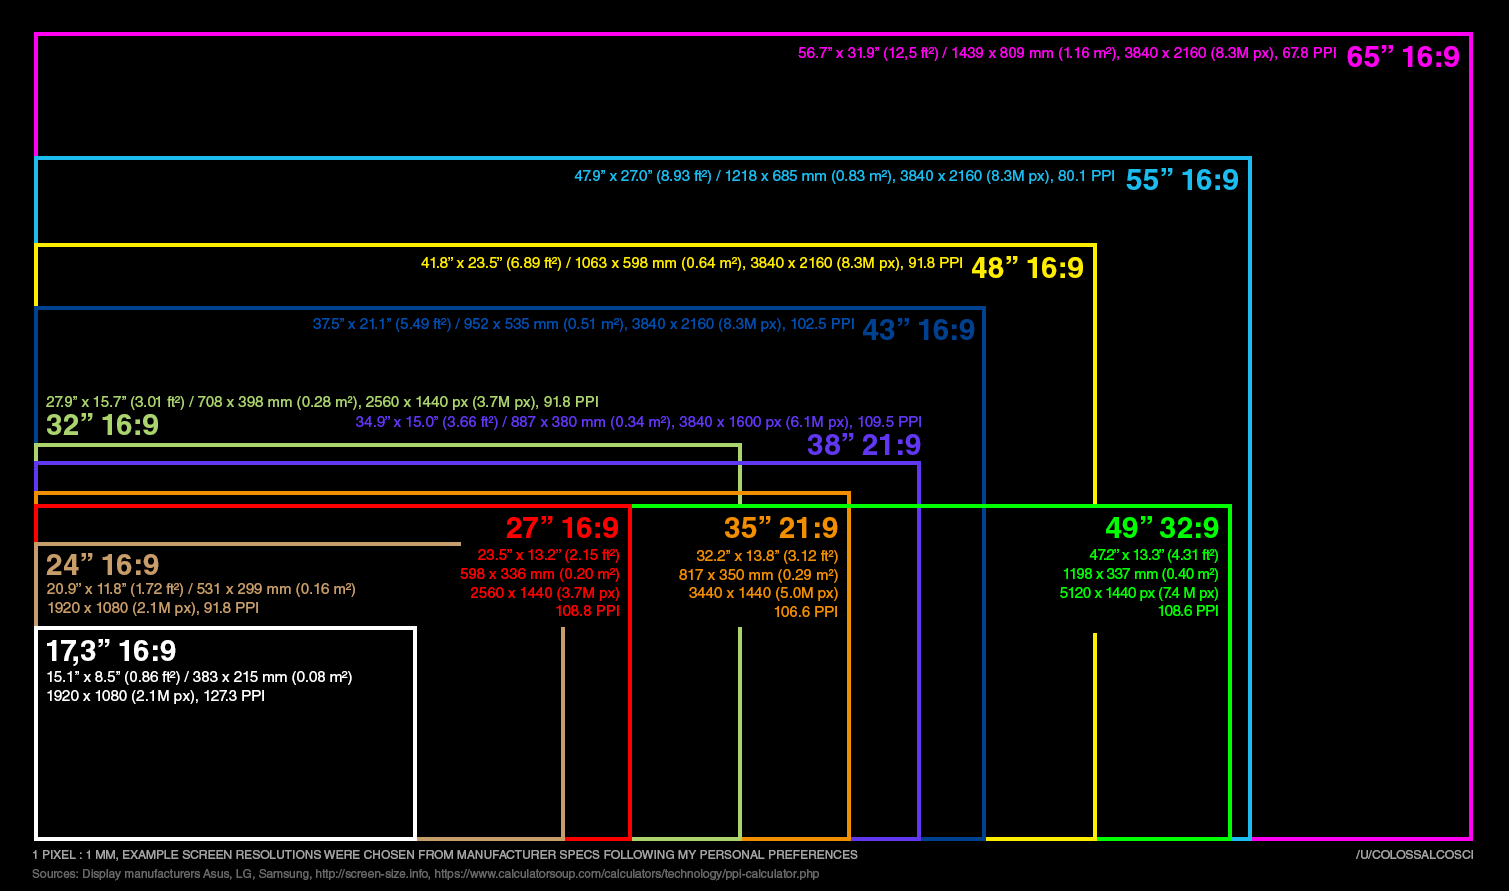 56.7” x 31.9” (12,5 ft²) / 1439 x 809 mm (1.16 m²), 3840 x 2160 (8.3M px), 67.8 PPI 65” 16:9
47.9” x 27.0” (8.93 ft²) / 1218 x 685 mm (0.83 m²), 3840 x 2160 (8.3M px), 80.1 PPI 55” 16:9
41.8” x 23.5” (6.89 ft²) / 1063 x 598 mm (0.64 m²), 3840 x 2160 (8.3M px), 91.8 PPI 48” 16:9
37.5” x 21.1” (5.49 ft²) / 952 x 535 mm (0.51 m²), 3840 x 2160 (8.3M px), 102.5 PPI 43” 16:9
27.9” x 15.7” (3.01 ft²) / 708 x 398 mm (0.28 m²), 2560 x 1440 px (3.7M px), 91.8 PPI
32” 16:9
34.9” x 15.0” (3.66 ft²) / 887 x 380 mm (0.34 m²), 3840 x 1600 px (6.1M px), 109.5 PPI
38” 21:9
27” 16:9
23.5” x 13.2” (2.15 ft²)
598 x 336 mm (0.20 m²)
2560 x 1440 (3.7M px)
108.8 PPI
35” 21:9
32.2” x 13.8” (3.12 ft²)
817 x 350 mm (0.29 m²)
3440 x 1440 (5.0M px)
106.6 PPI
49” 32:9
47.2” x 13.3” (4.31 ft²)
1198 x 337 mm (0.40 m²)
5120 x 1440 px (7.4 M px)
108.6 PPI
24” 16:9
20.9” x 11.8” (1.72 ft²) / 531 x 299 mm (0.16 m²)
1920 x 1080 (2.1M px), 91.8 PPI
17,3” 16:9
15.1” x 8.5” (0.86 ft²) / 383 x 215 mm (0.08 m²)
1920 x 1080 (2.1M px), 127.3 PPI
1 PIXEL : 1 MM, EXAMPLE SCREEN RESOLUTIONS WERE CHOSEN FROM MANUFACTURER SPECS FOLLOWING MY PERSONAL PREFERENCES
/U/COLOSSALCOSCI
Sources: Display manufacturers Asus, LG, Samsung, http://screen-size.info, https://www.calculatorsoup.com/calculators/technology/ppi-calculator.php